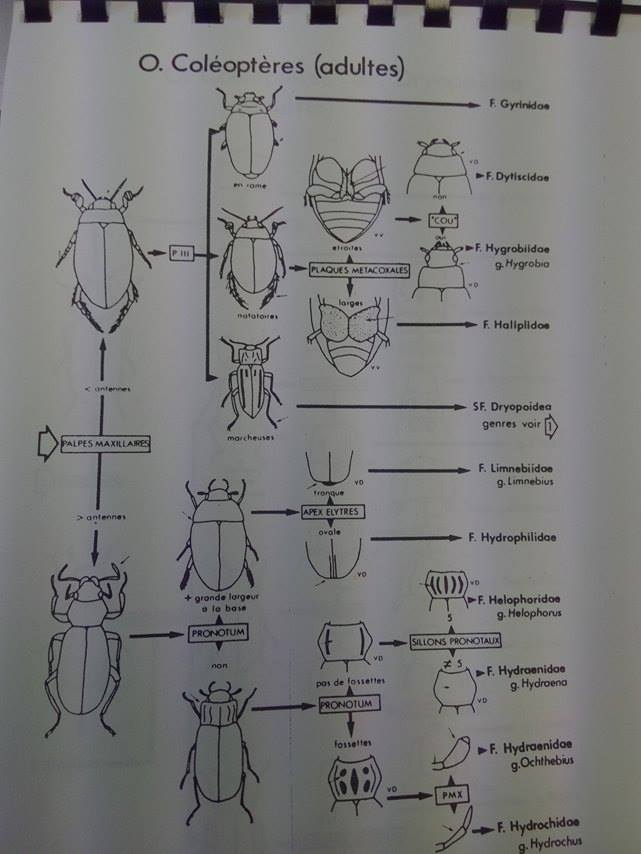 O. Coléoptères (adultes)
F. Gyrinidae
en rame
VD
F. Dytiscidae
non
"COU"
oui
F. Hygrobiidae
g. Hygrobia
VD
P III
natatoires
etroites
VV
PLAQUES METACOXALES
larges
F. Haliplidae
VV
< antennes
marcheuses
SF. Dryopoidea
genres voir 1
PALPES MAXILLAIRES
> antennes
F. Limnebiidae
g. Limnebius
VD
tronque
APEX ELYTRES
ovale
F. Hydrophilidae
VD
+ grande largeur
a la base
PRONOTUM
non
VD
F. Helophoridae
g. Helophorus
5
SILLONS PRONOTAUX
≠ 5
F. Hydraenidae
g. Hydraena
VD
VD
pas de fossettes
PRONOTUM
fossettes
VD
F. Hydraenidae
g. Ochthebius
PMX
F. Hydrochidae
g. Hydrochus